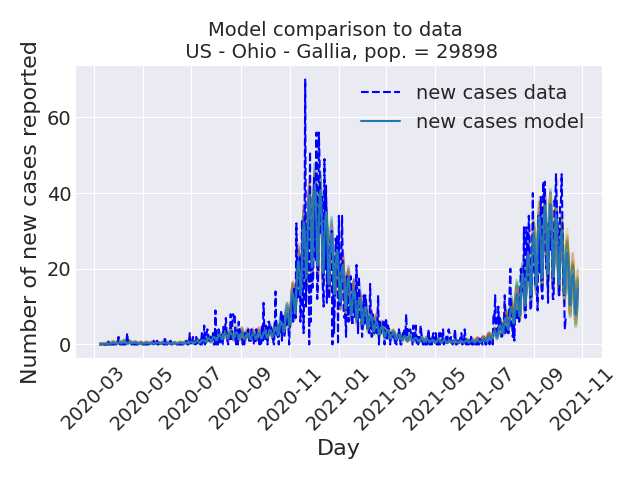 Model comparison to data
US - Ohio - Gallia, pop. = 29898
Number of new cases reported
60
40
20
0
new cases data
new cases model
2020-03
2020-05
2020-07
2020-09
2020-11
2021-01
2021-03
2021-05
2021-07
2021-09
2021-11
Day